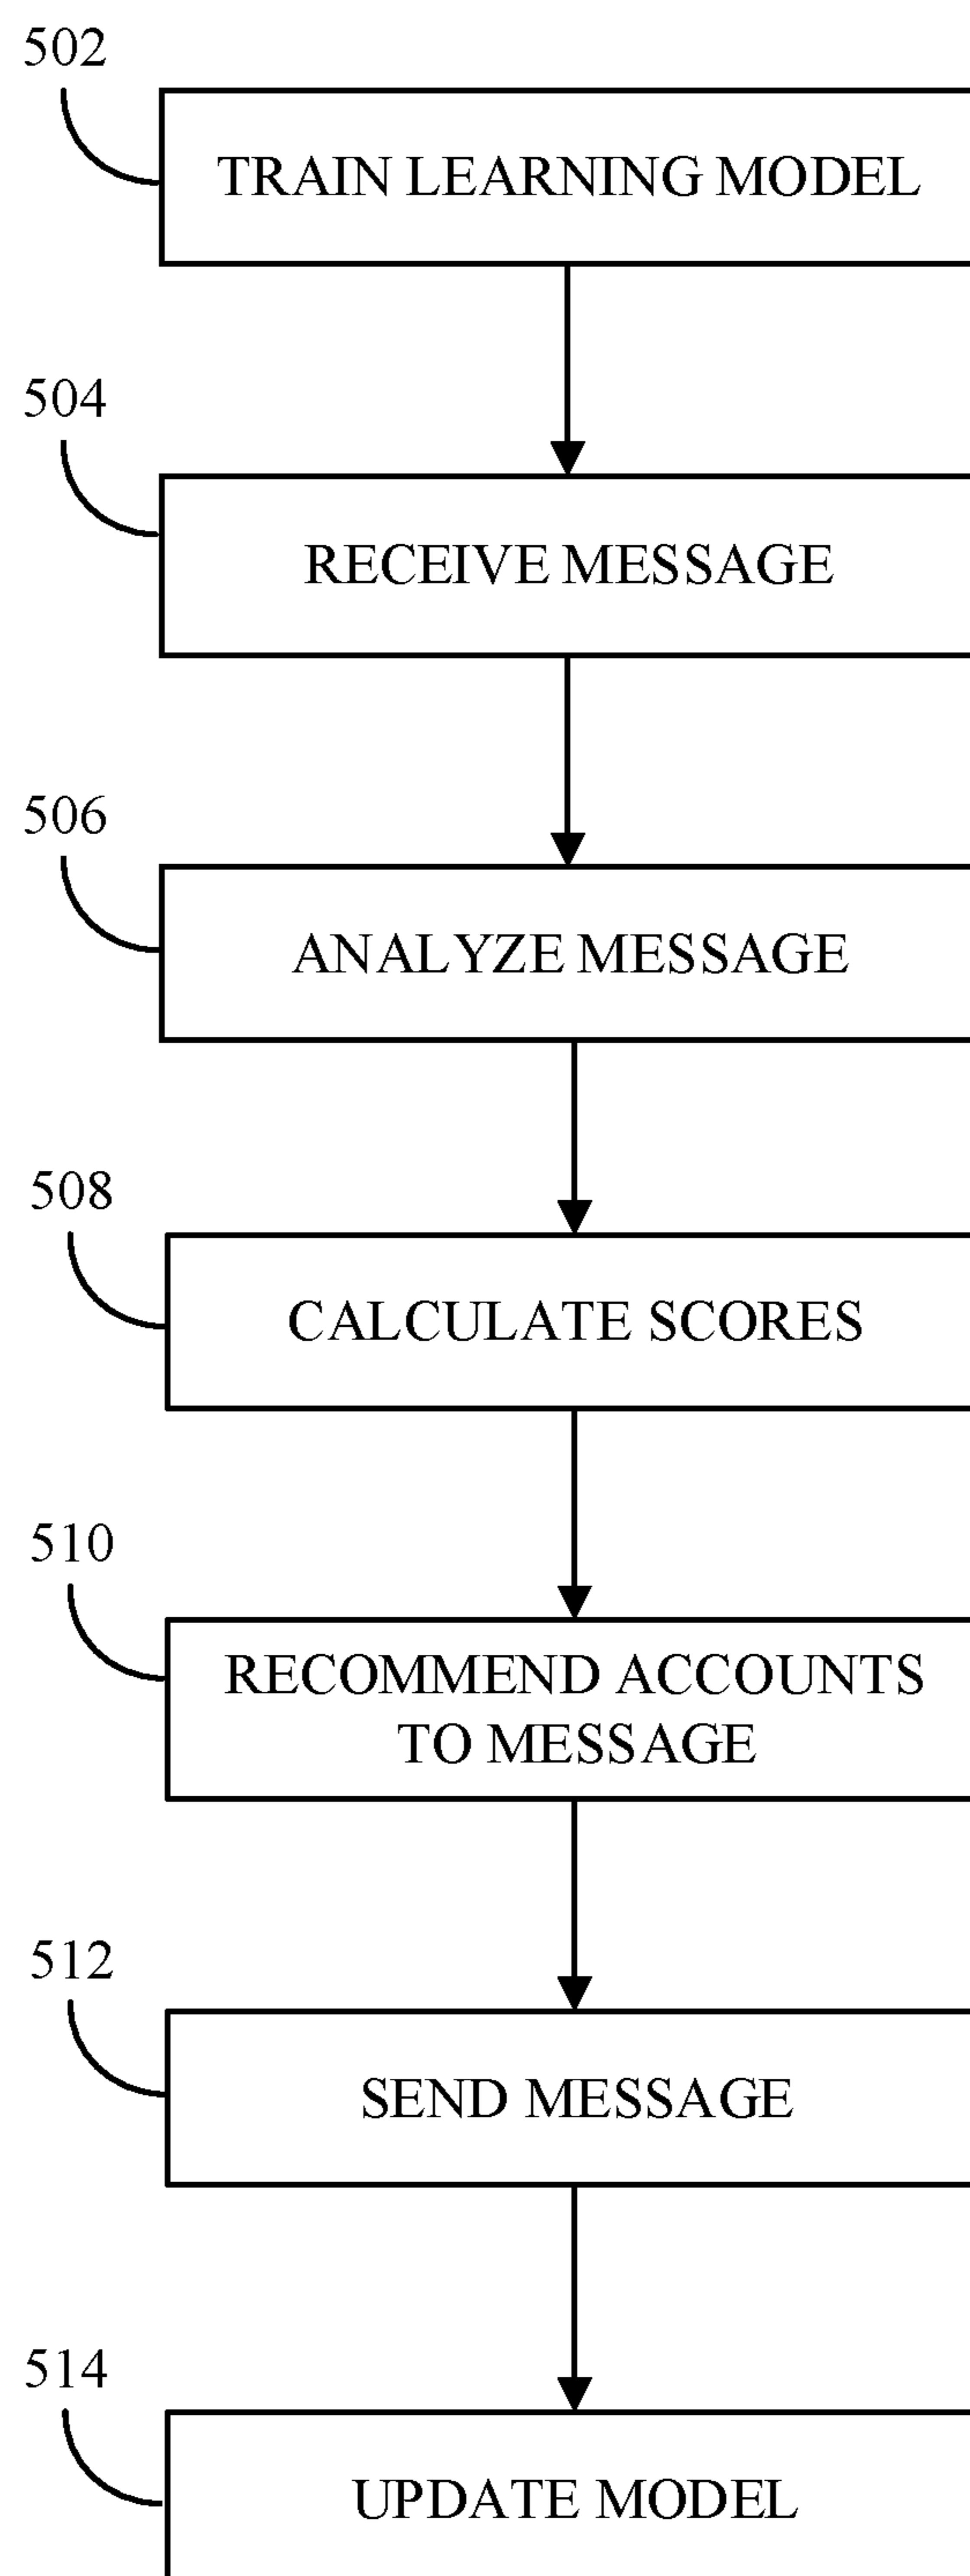 502
TRAIN LEARNING MODEL
504
RECEIVE MESSAGE
506
ANALYZE MESSAGE
508
CALCULATE SCORES
510
RECOMMEND ACCOUNTS
TO MESSAGE
512
SEND MESSAGE
514
UPDATE MODEL